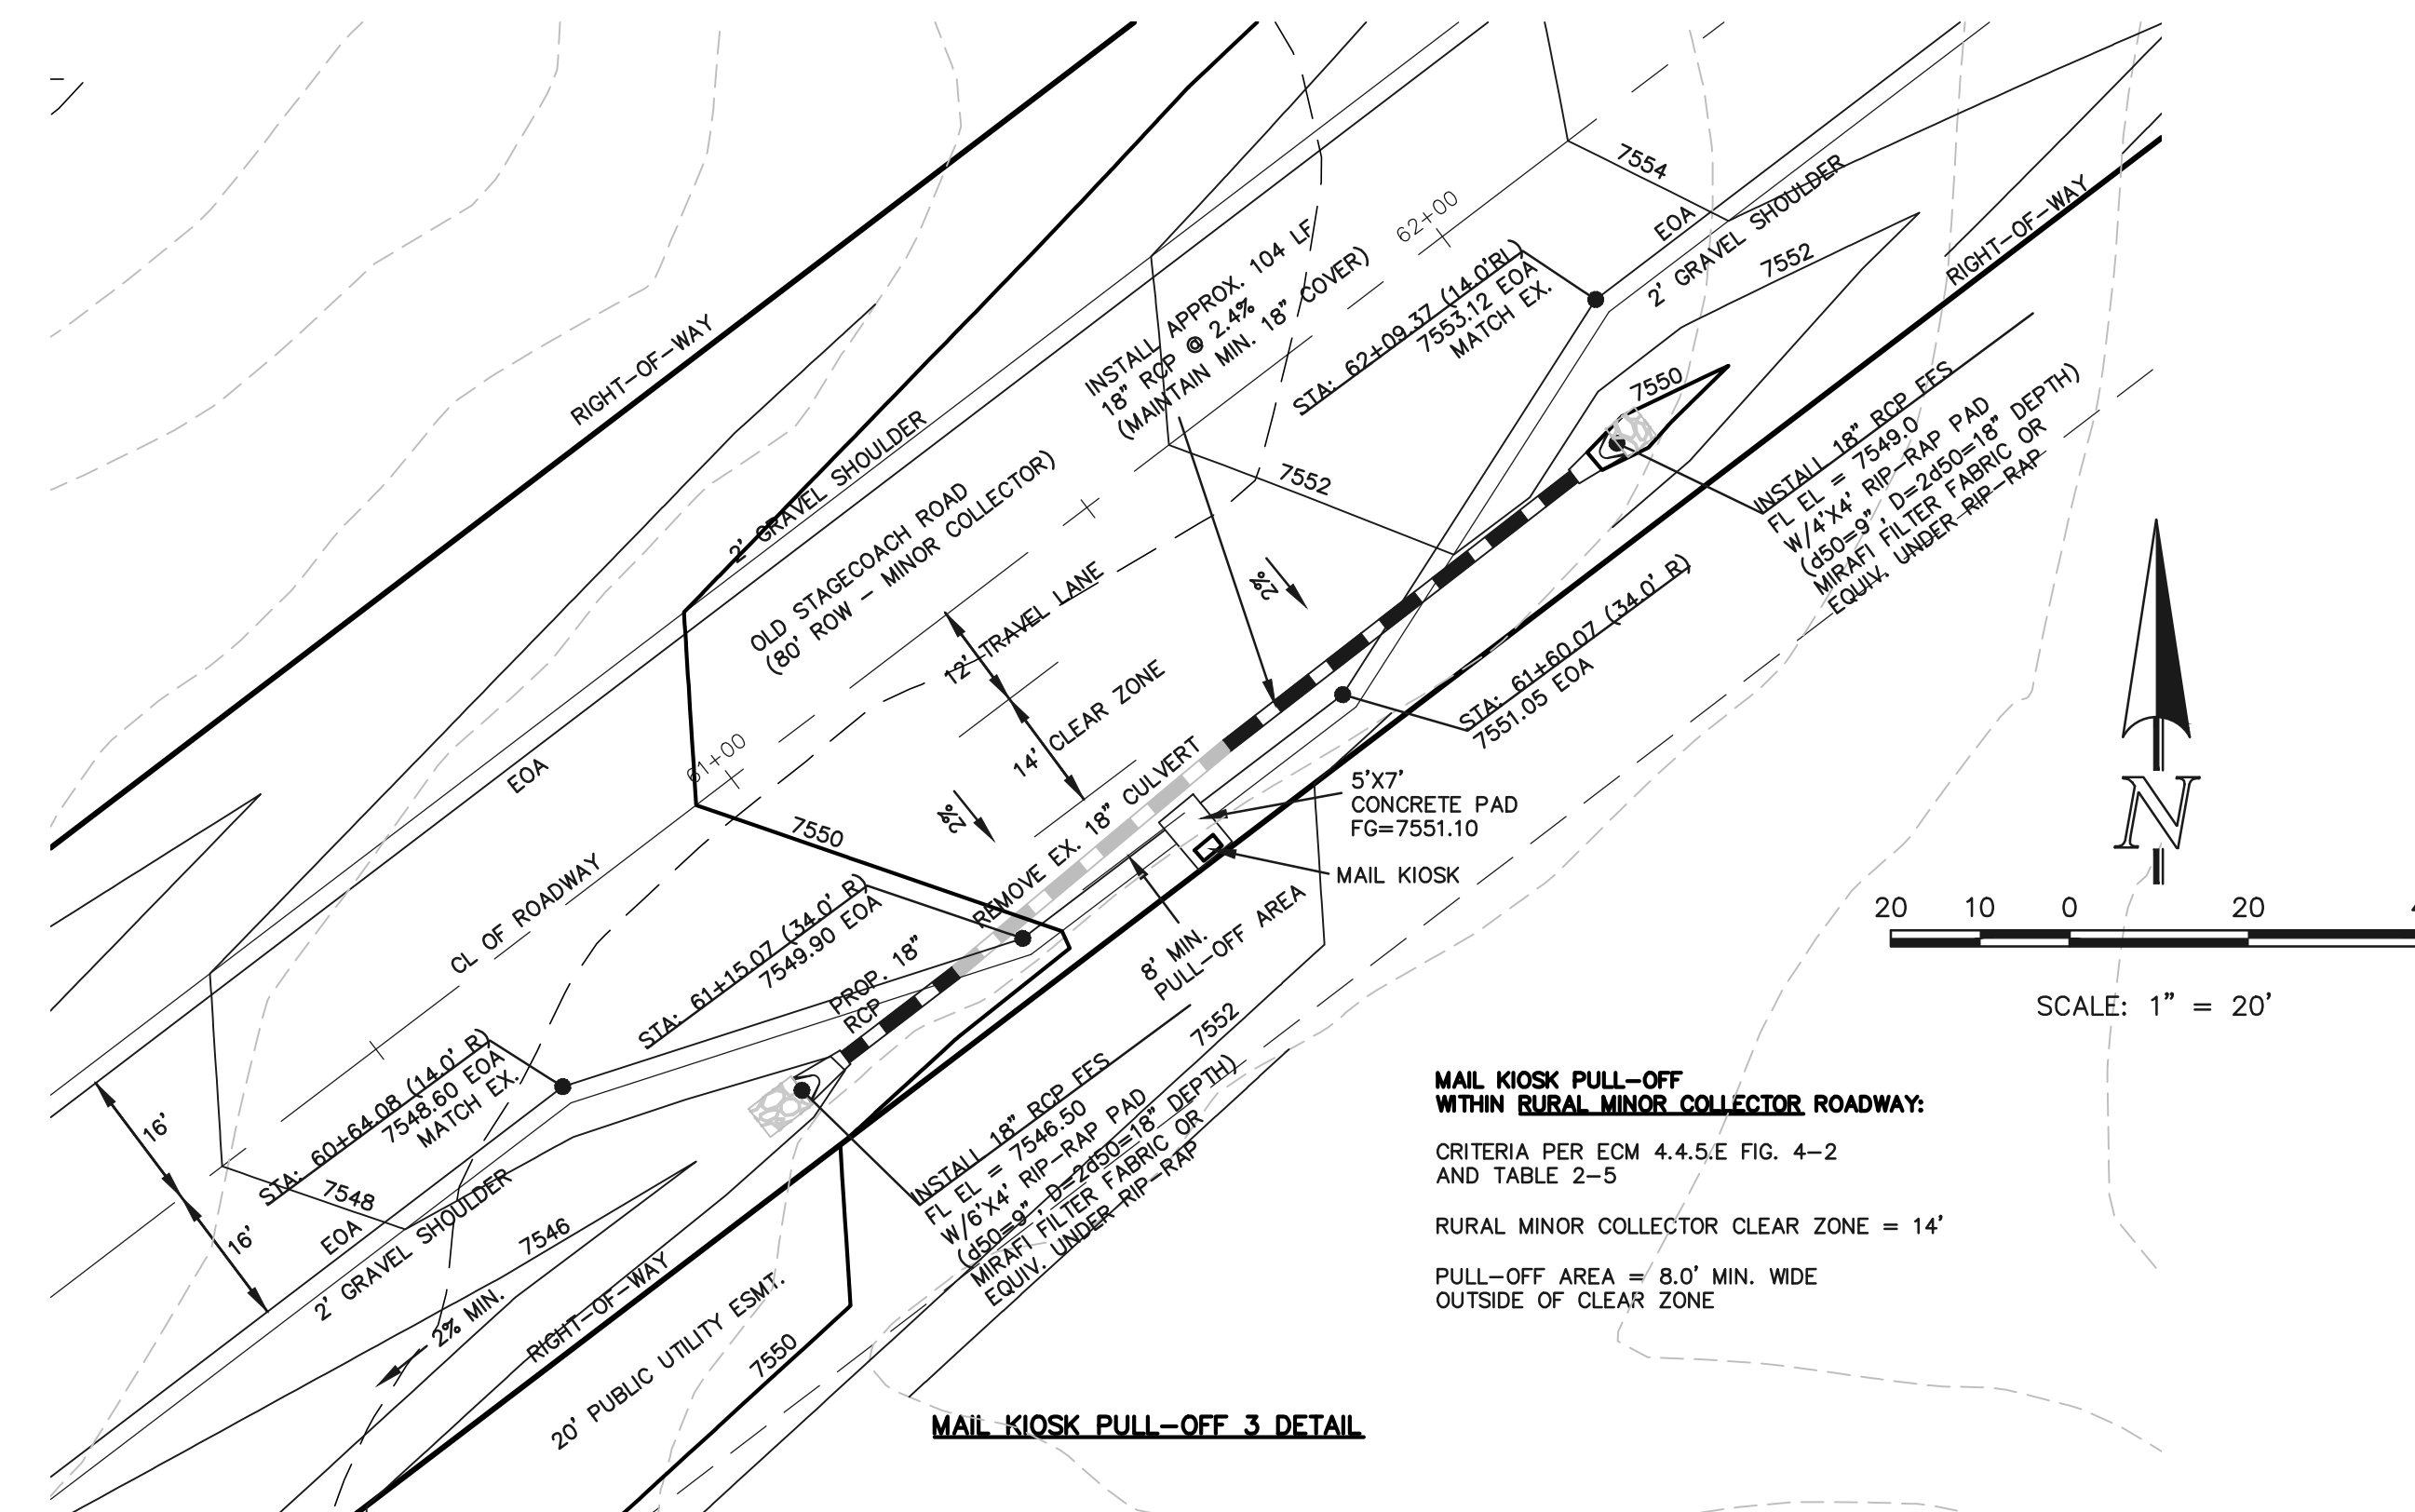 7554
62+00
EOA
2' GRAVEL SHOULDER
7552
RIGHT-OF-WAY
INSTALL APPROX. 104 LF
18" RCP @ 2.4%
(MAINTAIN MIN. 18" COVER)
STA: 62+09.37 (14.0'RL)
7553.12 EOA
MATCH EX.
RIGHT-OF-WAY
7550
2' GRAVEL SHOULDER
7552
INSTALL 18" RCP FES
FL EL = 7549.0
W/4'X4' RIP-RAP PAD
(d50=9", D=2d50=18" DEPTH)
MIRAFI FILTER FABRIC OR
EQUIV. UNDER RIP-RAP
OLD STAGECOACH ROAD
(80' ROW - MINOR COLLECTOR)
12' TRAVEL LANE
2%
14' CLEAR ZONE
STA: 61+60.07 (34.0' R)
7551.05 EOA
61+00
EOA
2%
7550
REMOVE EX. 18" CULVERT
5'X7'
CONCRETE PAD
FG=7551.10
MAIL KIOSK
N
CL OF ROADWAY
STA: 61+15.07 (34.0' R)
7549.90 EOA
PROP. 18"
RCP
8' MIN.
PULL-OFF AREA
7552
20 10 0 20 4
SCALE: 1" = 20'
STA: 60+64.08 (14.0' R)
7548.60 EOA
MATCH EX.
16'
16'
7548
EOA
2' GRAVEL SHOULDER
7546
2% MIN.
RIGHT-OF-WAY
20' PUBLIC UTILITY ESMT.
7550
INSTALL 18" RCP FES
FL EL = 7546.50
W/6'X4' RIP-RAP PAD
(d50=9", D=2d50=18" DEPTH)
MIRAFI FILTER FABRIC OR
EQUIV. UNDER RIP-RAP
MAIL KIOSK PULL-OFF
WITHIN RURAL MINOR COLLECTOR ROADWAY:
CRITERIA PER ECM 4.4.5.E FIG. 4-2
AND TABLE 2-5
RURAL MINOR COLLECTOR CLEAR ZONE = 14'
PULL-OFF AREA = 8.0' MIN. WIDE
OUTSIDE OF CLEAR ZONE
MAIL KIOSK PULL-OFF 3 DETAIL